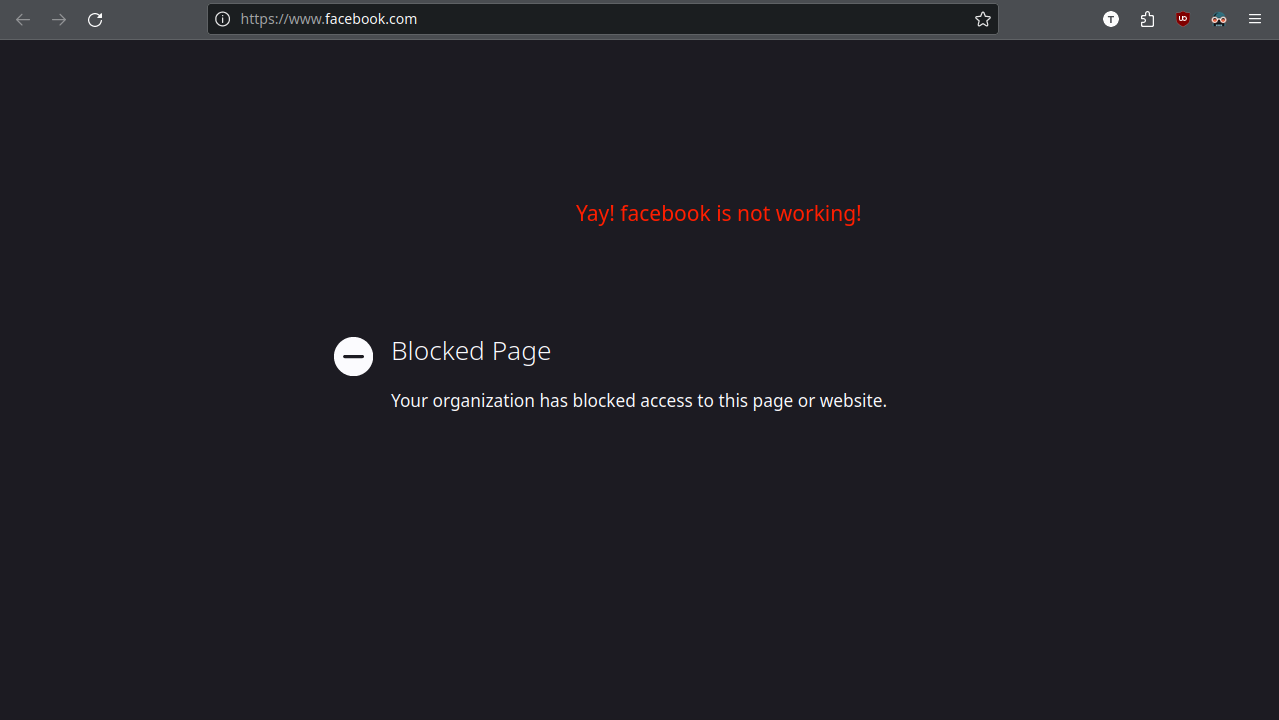 https://www.facebook.com
T
UO
Yay! facebook is not working!
Blocked Page
Your organization has blocked access to this page or website.